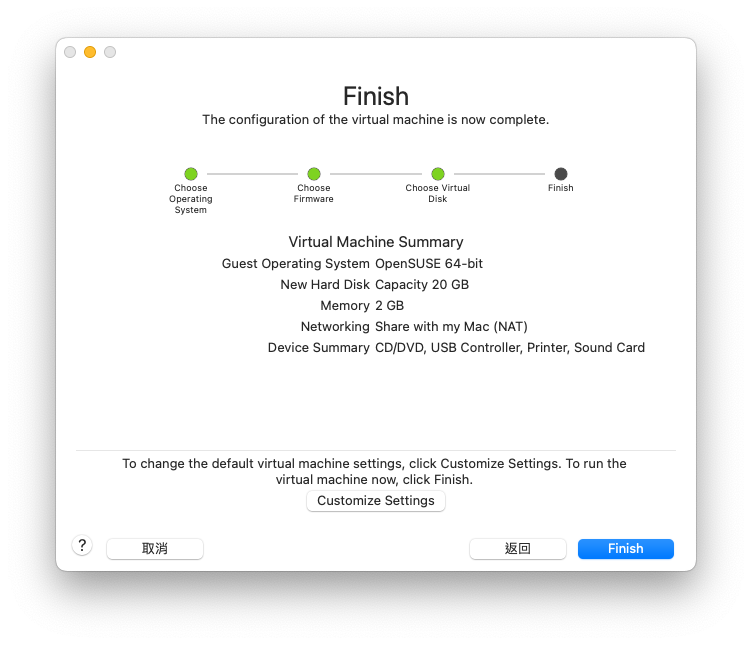 Finish
The configuration of the virtual machine is now complete.
Choose
Operating
System
Choose
Firmware
Choose Virtual
Disk
Finish
Virtual Machine Summary
Guest Operating System OpenSUSE 64-bit
New Hard Disk Capacity 20 GB
Memory 2 GB
Networking Share with my Mac (NAT)
Device Summary CD/DVD, USB Controller, Printer, Sound Card
To change the default virtual machine settings, click Customize Settings. To run the
virtual machine now, click Finish.
Customize Settings
? 取消 返回 Finish